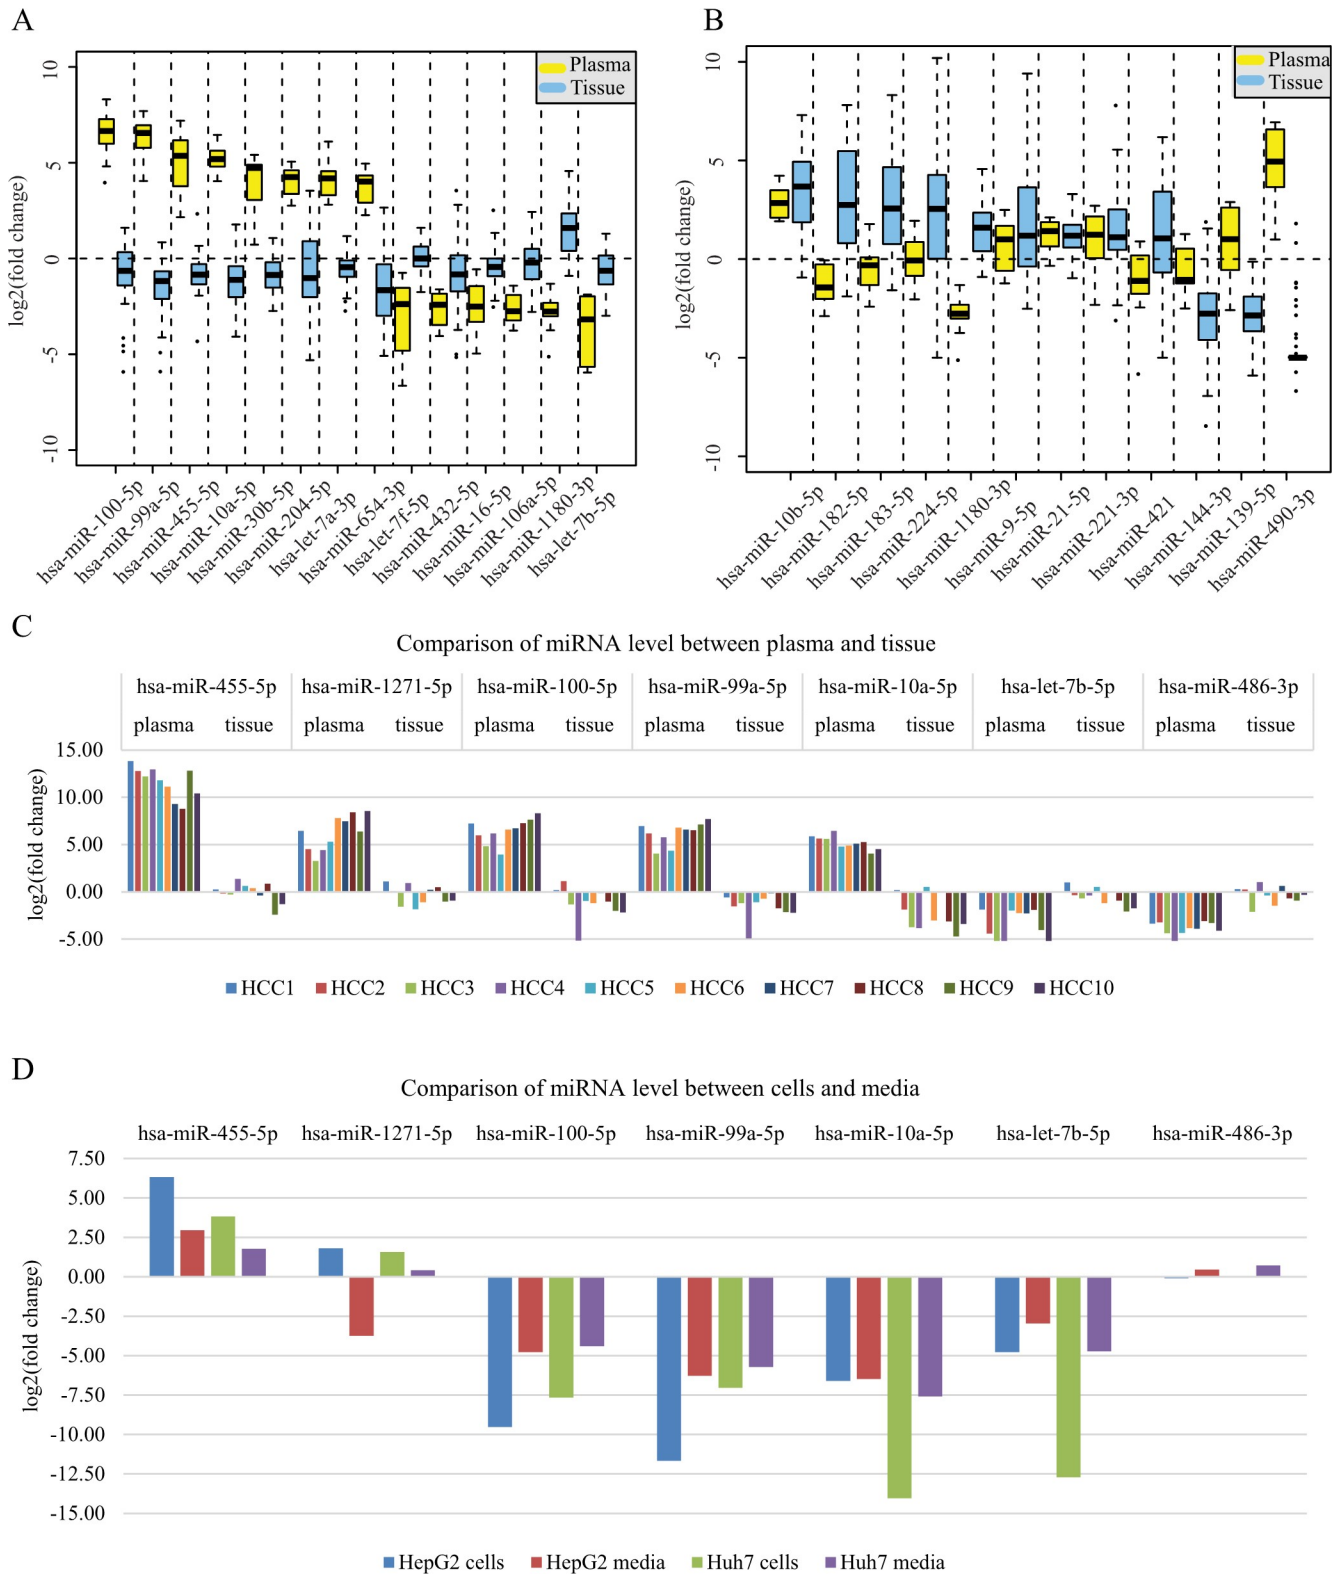 A
10
5
0
-5
-10
log2(fold change)
Plasma
Tissue
hsa-miR-100-5p
hsa-miR-99a-5p
hsa-miR-455-5p
hsa-miR-10a-5p
hsa-miR-30b-5p
hsa-miR-204-5p
hsa-let-7a-3p
hsa-miR-654-3p
hsa-let-7f-5p
hsa-miR-432-5p
hsa-miR-16-5p
hsa-miR-106a-5p
hsa-miR-1180-3p
hsa-let-7b-5p
B
10
5
0
-5
-10
log2(fold change)
Plasma
Tissue
hsa-miR-10b-5p
hsa-miR-182-5p
hsa-miR-183-5p
hsa-miR-224-5p
hsa-miR-1180-3p
hsa-miR-9-5p
hsa-miR-21-5p
hsa-miR-221-3p
hsa-miR-421
hsa-miR-144-3p
hsa-miR-139-5p
hsa-miR-490-3p
C
Comparison of miRNA level between plasma and tissue
hsa-miR-455-5p hsa-miR-1271-5p hsa-miR-100-5p hsa-miR-99a-5p hsa-miR-10a-5p hsa-let-7b-5p hsa-miR-486-3p
plasma tissue plasma tissue plasma tissue plasma tissue plasma tissue plasma tissue plasma tissue
15.00
10.00
5.00
0.00
-5.00
log2(fold change)
HCC1 HCC2 HCC3 HCC4 HCC5 HCC6 HCC7 HCC8 HCC9 HCC10
D
Comparison of miRNA level between cells and media
hsa-miR-455-5p hsa-miR-1271-5p hsa-miR-100-5p hsa-miR-99a-5p hsa-miR-10a-5p hsa-let-7b-5p hsa-miR-486-3p
7.50
5.00
2.50
0.00
-2.50
-5.00
-7.50
-10.00
-12.50
-15.00
log2(fold change)
HepG2 cells HepG2 media Huh7 cells Huh7 media